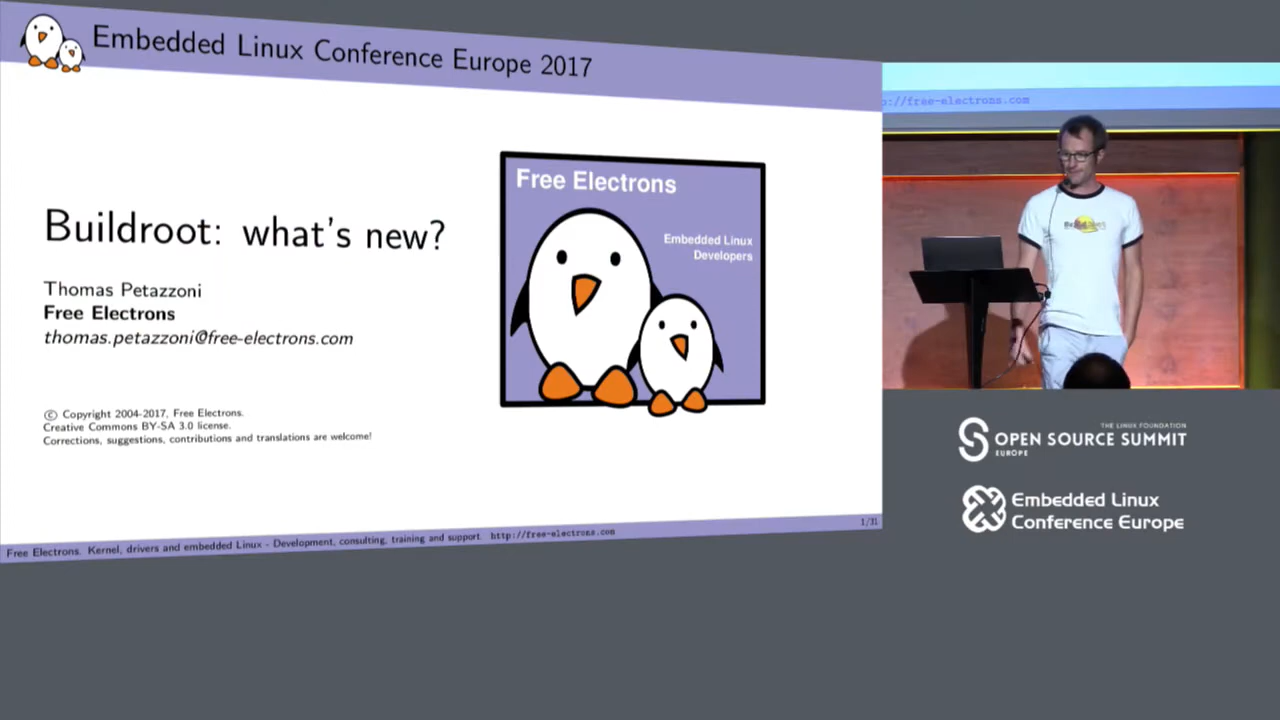 Embedded Linux Conference Europe 2017
Free Electrons
Embedded Linux
Developers
Buildroot: what's new?
Thomas Petazzoni
Free Electrons
thomas.petazzoni@free-electrons.com
© Copyright 2004-2017, Free Electrons.
Creative Commons BY-SA 3.0 license.
Corrections, suggestions, contributions and translations are welcome!
Free Electrons. Kernel, drivers and embedded Linux - Development, consulting, training and support. http://free-electrons.com
1/31
p://free-electrons.com
THE LINUX FOUNDATION
OPEN SOURCE SUMMIT
EUROPE
Embedded Linux
Conference Europe